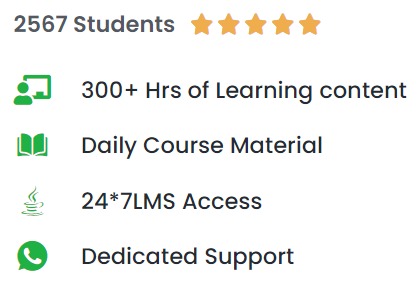 2567 Students
300+ Hrs of Learning content
Daily Course Material
24*7LMS Access
Dedicated Support